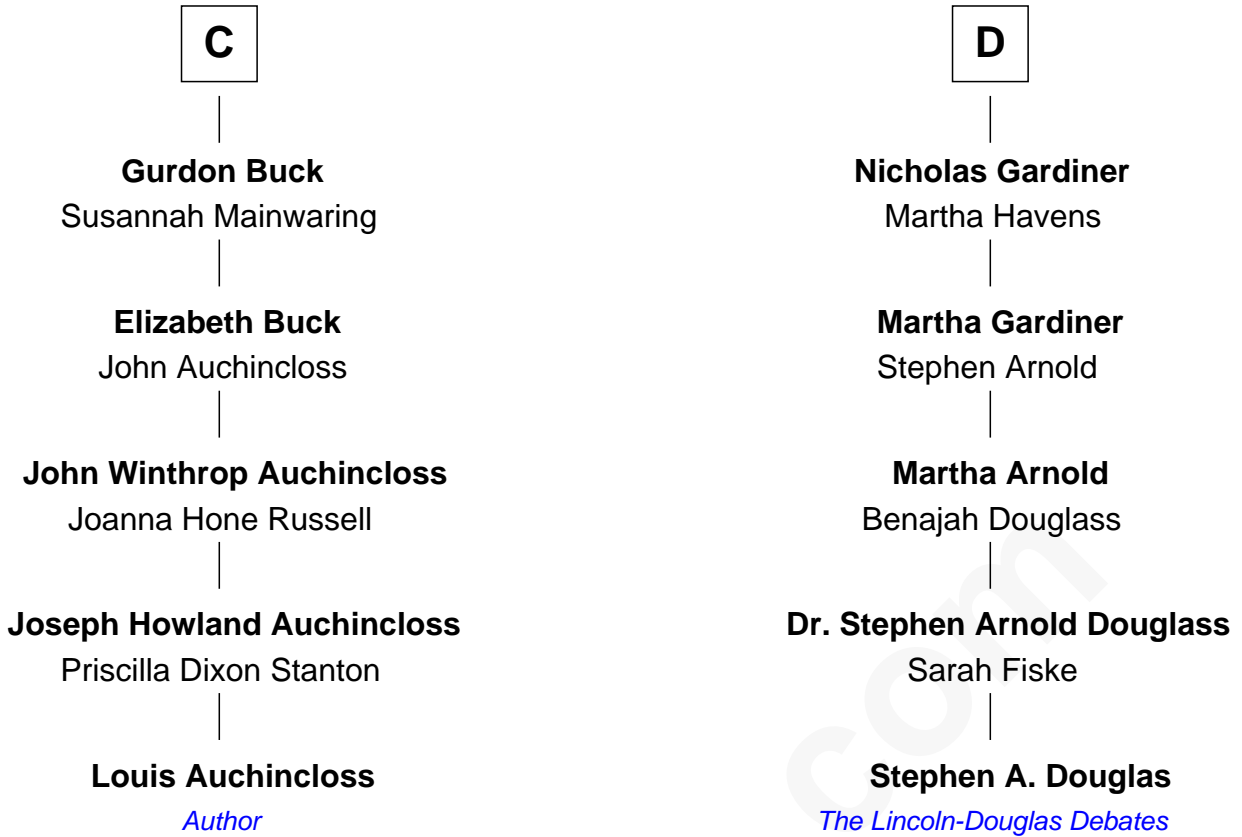 C
Gurdon Buck
Susannah Mainwaring
Elizabeth Buck
John Auchincloss
John Winthrop Auchincloss
Joanna Hone Russell
Joseph Howland Auchincloss
Priscilla Dixon Stanton
Louis Auchincloss
Author
D
Nicholas Gardiner
Martha Havens
Martha Gardiner
Stephen Arnold
Martha Arnold
Benajah Douglass
Dr. Stephen Arnold Douglass
Sarah Fiske
Stephen A. Douglas
The Lincoln-Douglas Debates
com